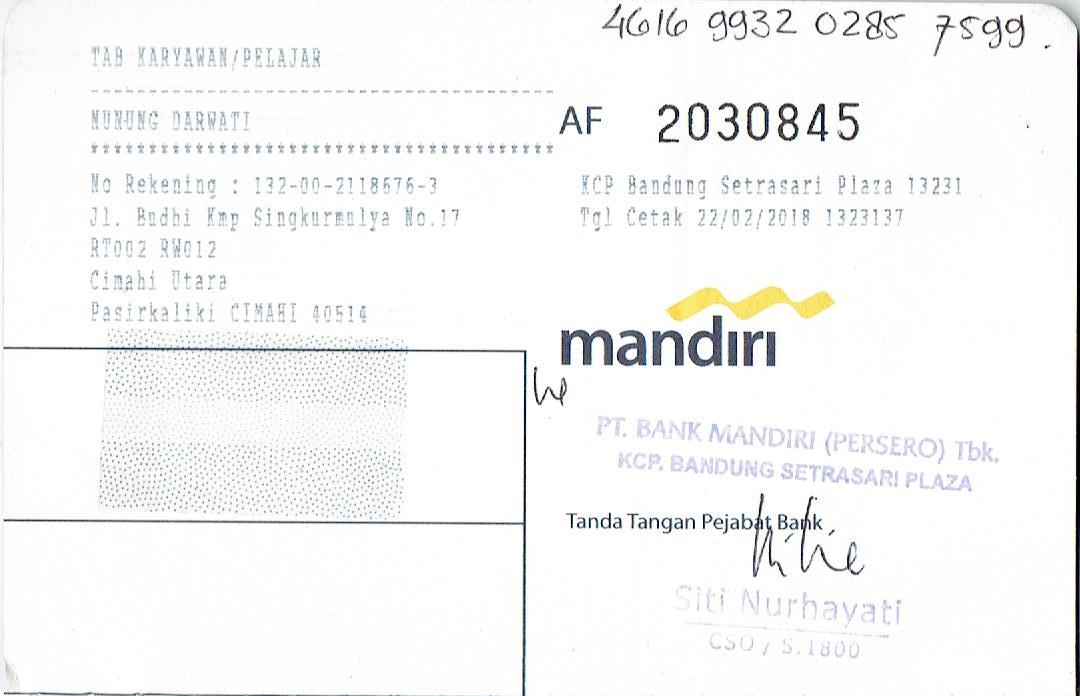 4616 9932 0285 7599.
TAB KARYAWAN/PELAJAR
----------------------------------------
NUNUNG DARWATI
****************************************
No Rekening : 132-00-2118676-3
Jl. Budhi Kmp Singkurmulya No.17
RT002 RW012
Cimahi Utara
Pasirkaliki CIMAHI 40514
AF 2030845
KCP Bandung Setrasari Plaza 13231
Tgl Cetak 22/02/2018 1323137
mandırı
PT. BANK MANDIRI (PERSERO) Tbk.
KCP. BANDUNG SETRASARI PLAZA
Tanda Tangan Pejabat Bank
Siti Nurhayati
CSO / S.1800